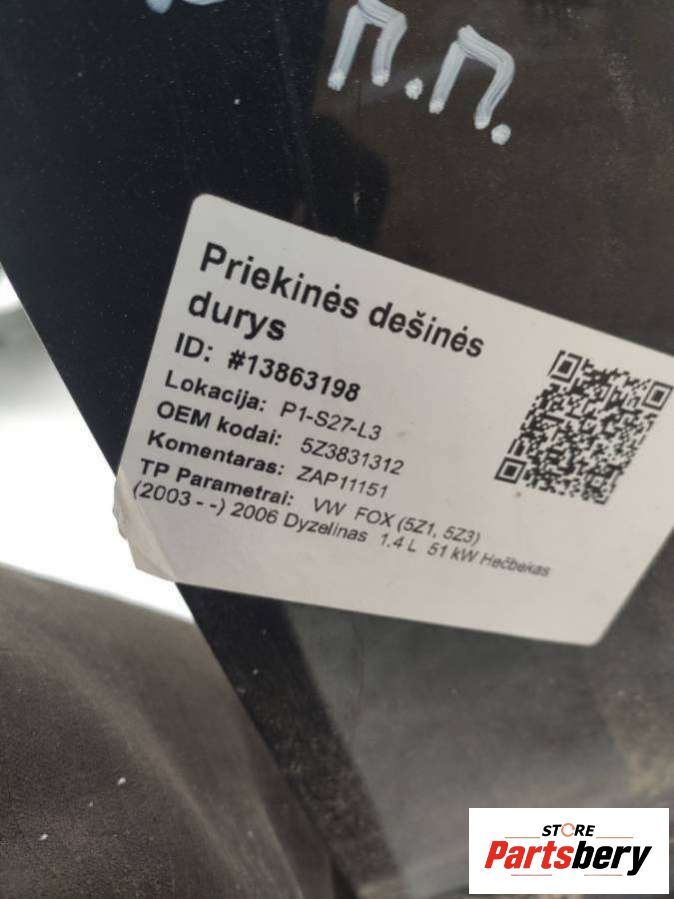 п.п.
Priekinės dešinės
durys
ID: #13863198
Lokacija: P1-S27-L3
OEM kodai: 5Z3831312
Komentaras: ZAP11151
TP Parametrai: VW FOX (5Z1, 5Z3)
(2003 - -) 2006 Dyzelinas 1.4 L 51 kW Hečbekas
STORE
Partsbery